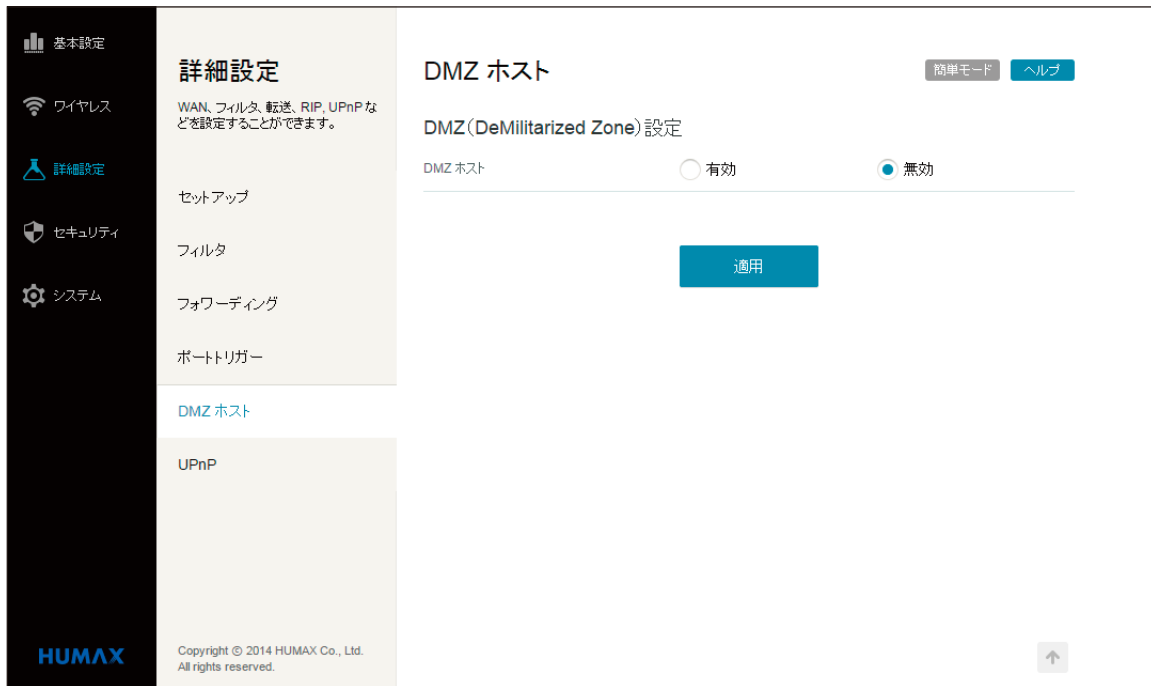 基本設定
ワイヤレス
詳細設定
セキュリティ
システム
HUMAX
詳細設定
WAN、フィルタ、転送、RIP, UPnPな
どを設定することができます。
セットアップ
フィルタ
フォワーディング
ポートトリガー
DMZ ホスト
UPnP
Copyright © 2014 HUMAX Co., Ltd.
All rights reserved.
DMZ ホスト
簡単モード
ヘルプ
DMZ(DeMilitarized Zone)設定
DMZ ホスト
有効
無効
適用